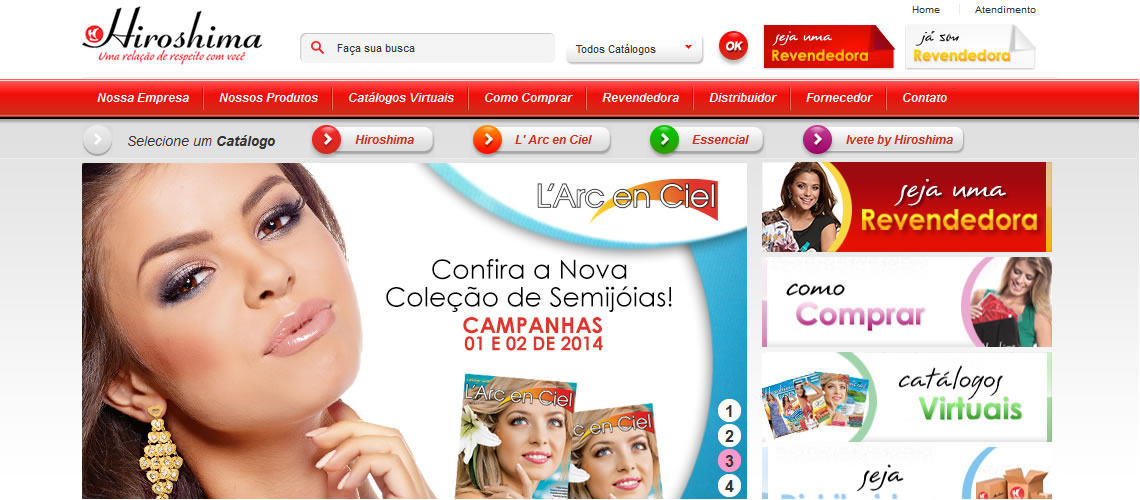 Home
Atendimento
Hiroshima
Uma relação de respeito com você
Faça sua busca
Todos Catálogos
OK
seja uma
Revendedora
já sou
Revendedora
Nossa Empresa
Nossos Produtos
Catálogos Virtuais
Como Comprar
Revendedora
Distribuidor
Fornecedor
Contato
Selecione um Catálogo
Hiroshima
L' Arc en Ciel
Essencial
Ivete by Hiroshima
L'Arc en Ciel
Confira a Nova
Coleção de Semijóias!
CAMPANHAS
01 E 02 DE 2014
L'Arc en Ciel
L'Arc en Ciel
1
2
3
4
seja uma
Revendedora
como
Comprar
catálogos
Virtuais
seja